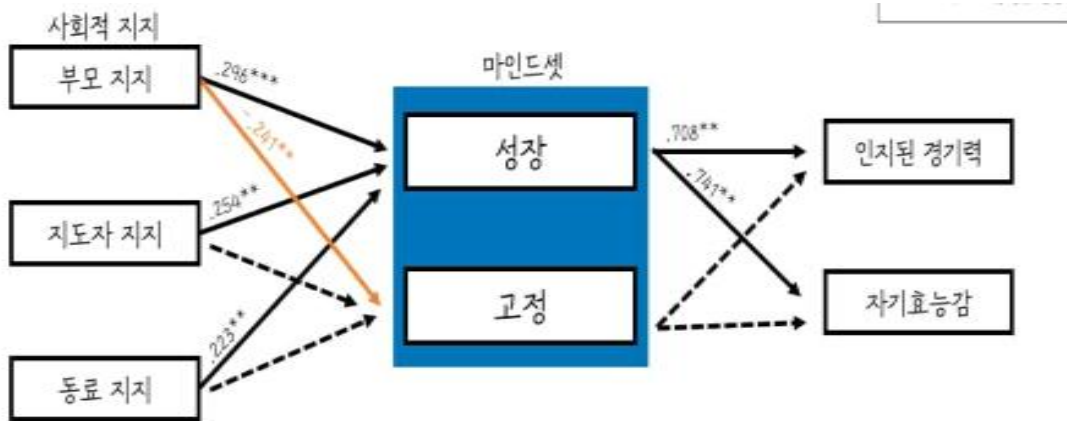 사회적 지지
부모 지지
지도자 지지
동료 지지
.296***
-.241**
.254**
.223**
마인드셋
성장
고정
.708**
.741**
인지된 경기력
자기효능감